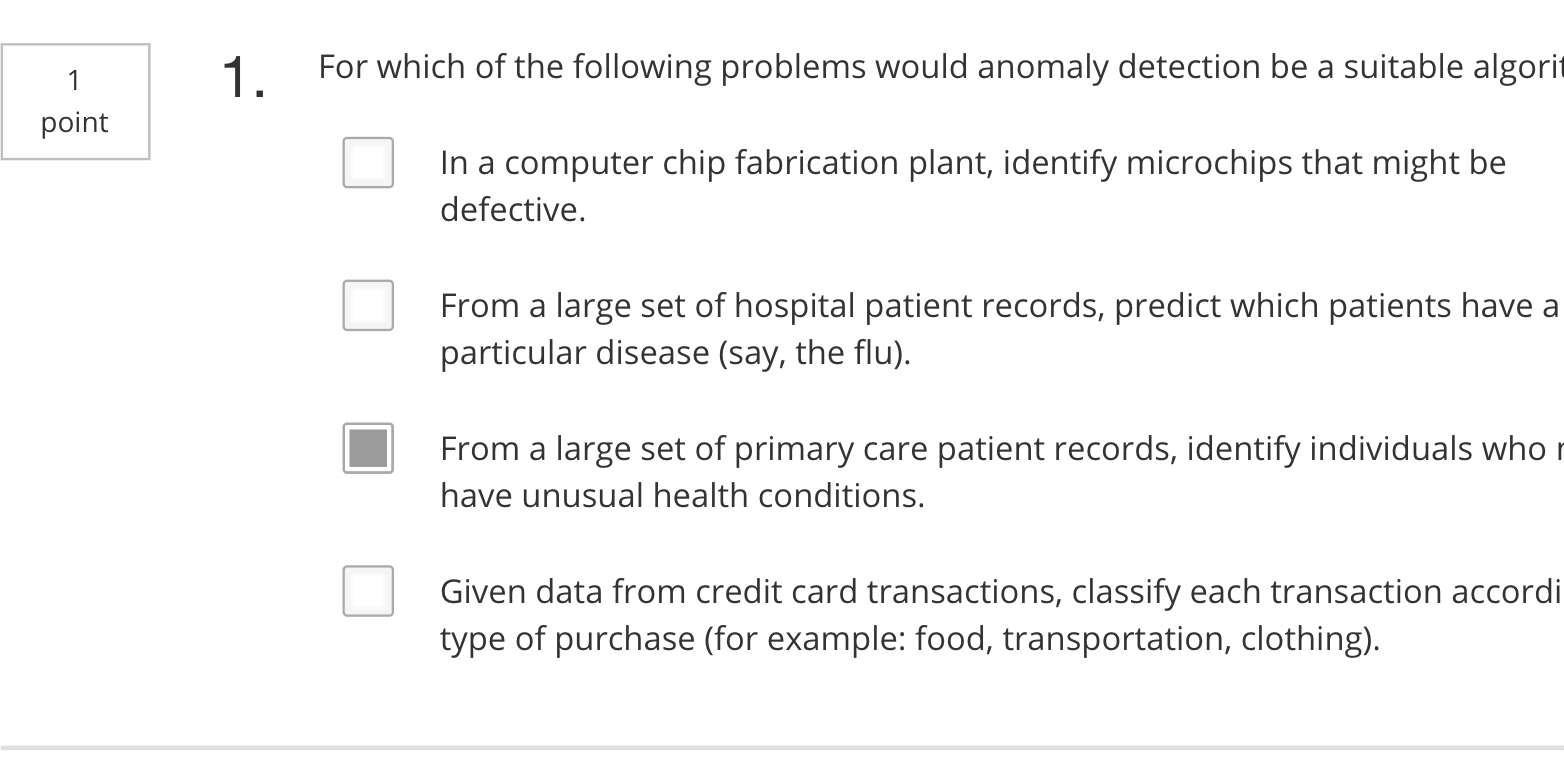 1
point
1.
For which of the following problems would anomaly detection be a suitable
In a computer chip fabrication plant, identify microchips that might be
defective.
From a large set of hospital patient records, predict which patients have a
particular disease (say, the flu).
From a large set of primary care patient records, identify individuals who
have unusual health conditions.
Given data from credit card transactions, classify each transaction
type of purchase (for example: food, transportation, clothing).